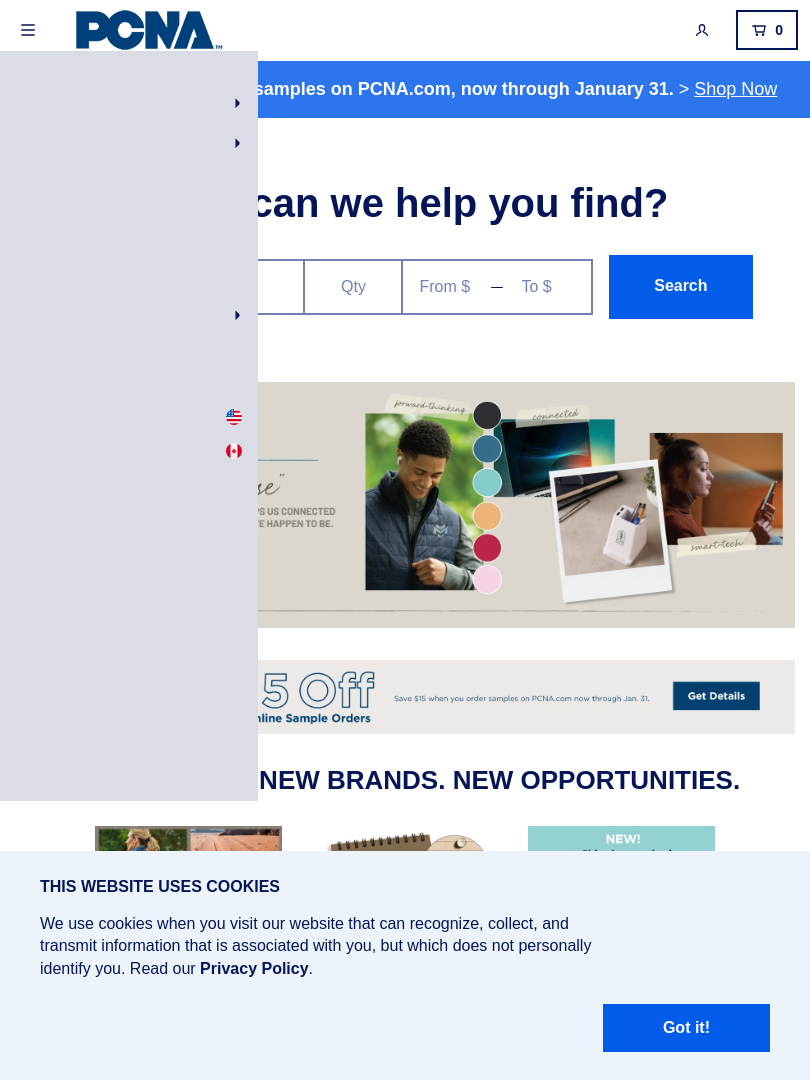 PCNA™
0
samples on PCNA.com, now through January 31. > Shop Now
can we help you find?
Qty
From $ — To $
Search
forward-thinking
connected
PS US CONNECTED
HAPPEN TO BE.
smart-tech
5 Off
nline Sample Orders
Save $15 when you order samples on PCNA.com now through Jan. 31.
Get Details
NEW BRANDS. NEW OPPORTUNITIES.
NEW!
THIS WEBSITE USES COOKIES
We use cookies when you visit our website that can recognize, collect, and
transmit information that is associated with you, but which does not personally
identify you. Read our Privacy Policy.
Got it!